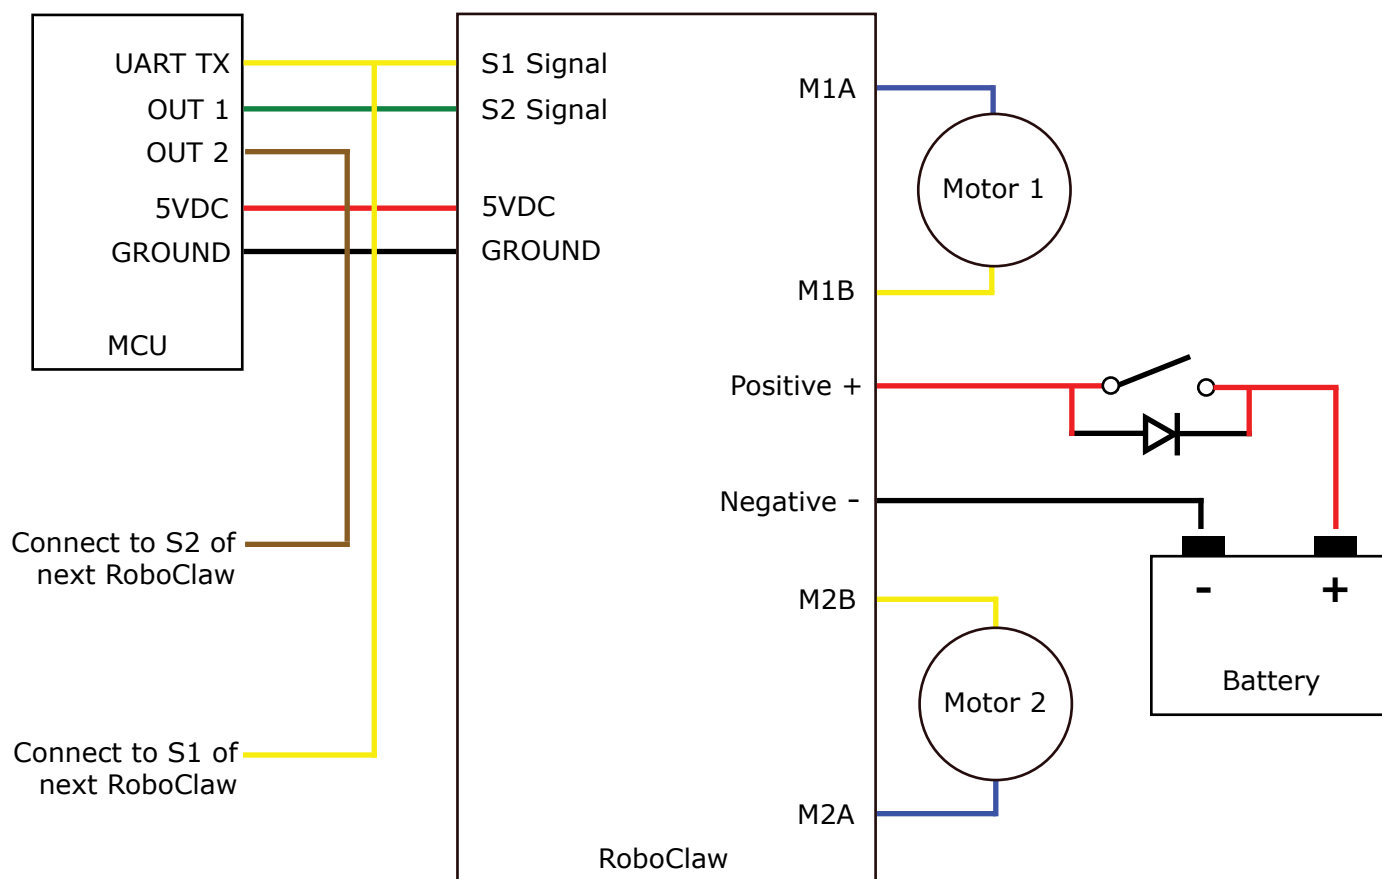 UART TX
OUT 1
OUT 2
5VDC
GROUND
MCU
S1 Signal
S2 Signal
5VDC
GROUND
Connect to S2 of
next RoboClaw
Connect to S1 of
next RoboClaw
M1A
M1B
Positive +
Negative -
M2B
M2A
RoboClaw
Motor 1
Motor 2
- +
Battery